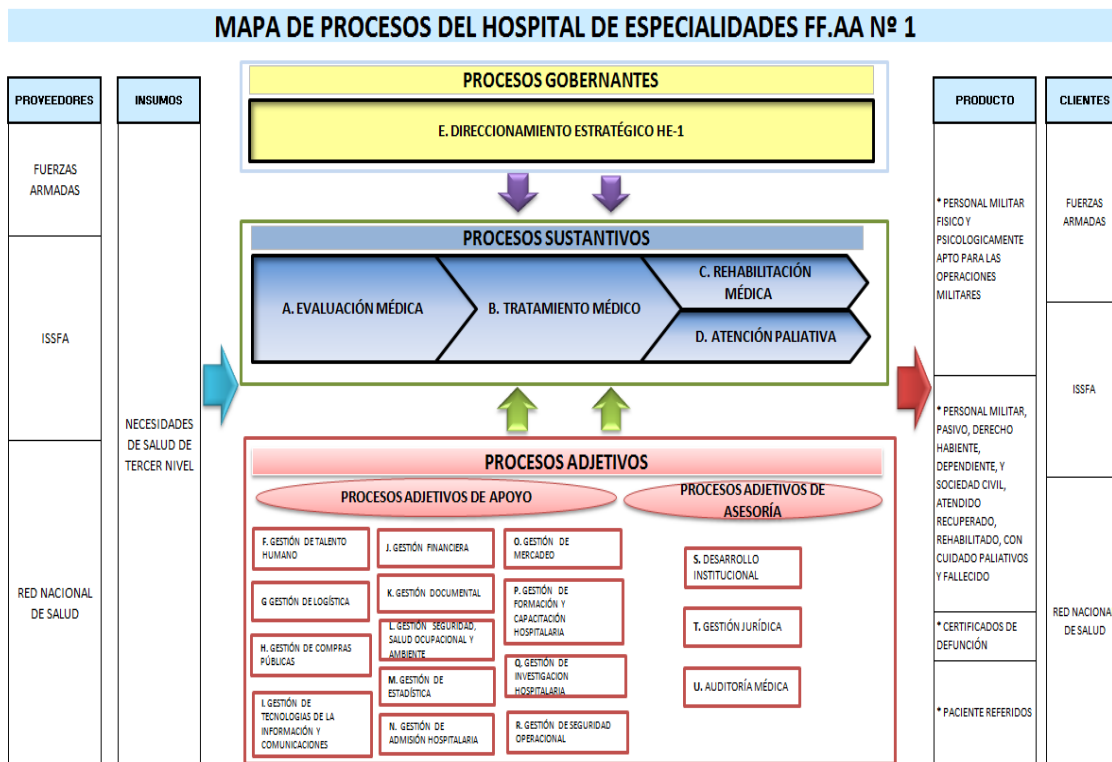 MAPA DE PROCESOS DEL HOSPITAL DE ESPECIALIDADES FF.AA Nº 1
PROVEEDORES
FUERZAS
ARMADAS
ISSFA
RED NACIONAL
DE SALUD
INSUMOS
NECESIDADES
DE SALUD DE
TERCER NIVEL
PROCESOS GOBERNANTES
E. DIRECCIONAMIENTO ESTRATÉGICO HE-1
PROCESOS SUSTANTIVOS
A. EVALUACIÓN MÉDICA
B. TRATAMIENTO MÉDICO
C. REHABILITACIÓN
MÉDICA
D. ATENCIÓN PALIATIVA
PROCESOS ADJETIVOS
PROCESOS ADJETIVOS DE APOYO
F. GESTIÓN DE TALENTO
HUMANO
G GESTIÓN DE LOGÍSTICA
H. GESTIÓN DE COMPRAS
PÚBLICAS
I. GESTIÓN DE
TECNOLOGIAS DE LA
INFORMACIÓN Y
COMUNICACIONES
J. GESTIÓN FINANCIERA
K. GESTIÓN DOCUMENTAL
L. GESTIÓN SEGURIDAD,
SALUD OCUPACIONAL Y
AMBIENTE
M. GESTIÓN DE
ESTADÍSTICA
N. GESTIÓN DE
ADMISIÓN HOSPITALARIA
O. GESTIÓN DE
MERCADEO
P. GESTIÓN DE
FORMACIÓN Y
CAPACITACIÓN
HOSPITALARIA
Q. GESTIÓN DE
INVESTIGACION
HOSPITALARIA
R. GESTIÓN DE SEGURIDAD
OPERACIONAL
PROCESOS ADJETIVOS DE
ASESORÍA
S. DESARROLLO
INSTITUCIONAL
T. GESTIÓN JURÍDICA
U. AUDITORÍA MÉDICA
PRODUCTO
* PERSONAL MILITAR
FISICO Y
PSICOLOGICAMENTE
APTO PARA LAS
OPERACIONES
MILITARES
* PERSONAL MILITAR,
PASIVO, DERECHO
HABIENTE,
DEPENDIENTE, Y
SOCIEDAD CIVIL,
ATENDIDO
RECUPERADO,
REHABILITADO, CON
CUIDADO PALIATIVOS
Y FALLECIDO
* CERTIFICADOS DE
DEFUNCIÓN
* PACIENTE REFERIDOS
CLIENTES
FUERZAS
ARMADAS
ISSFA
RED NACIONAL
DE SALUD